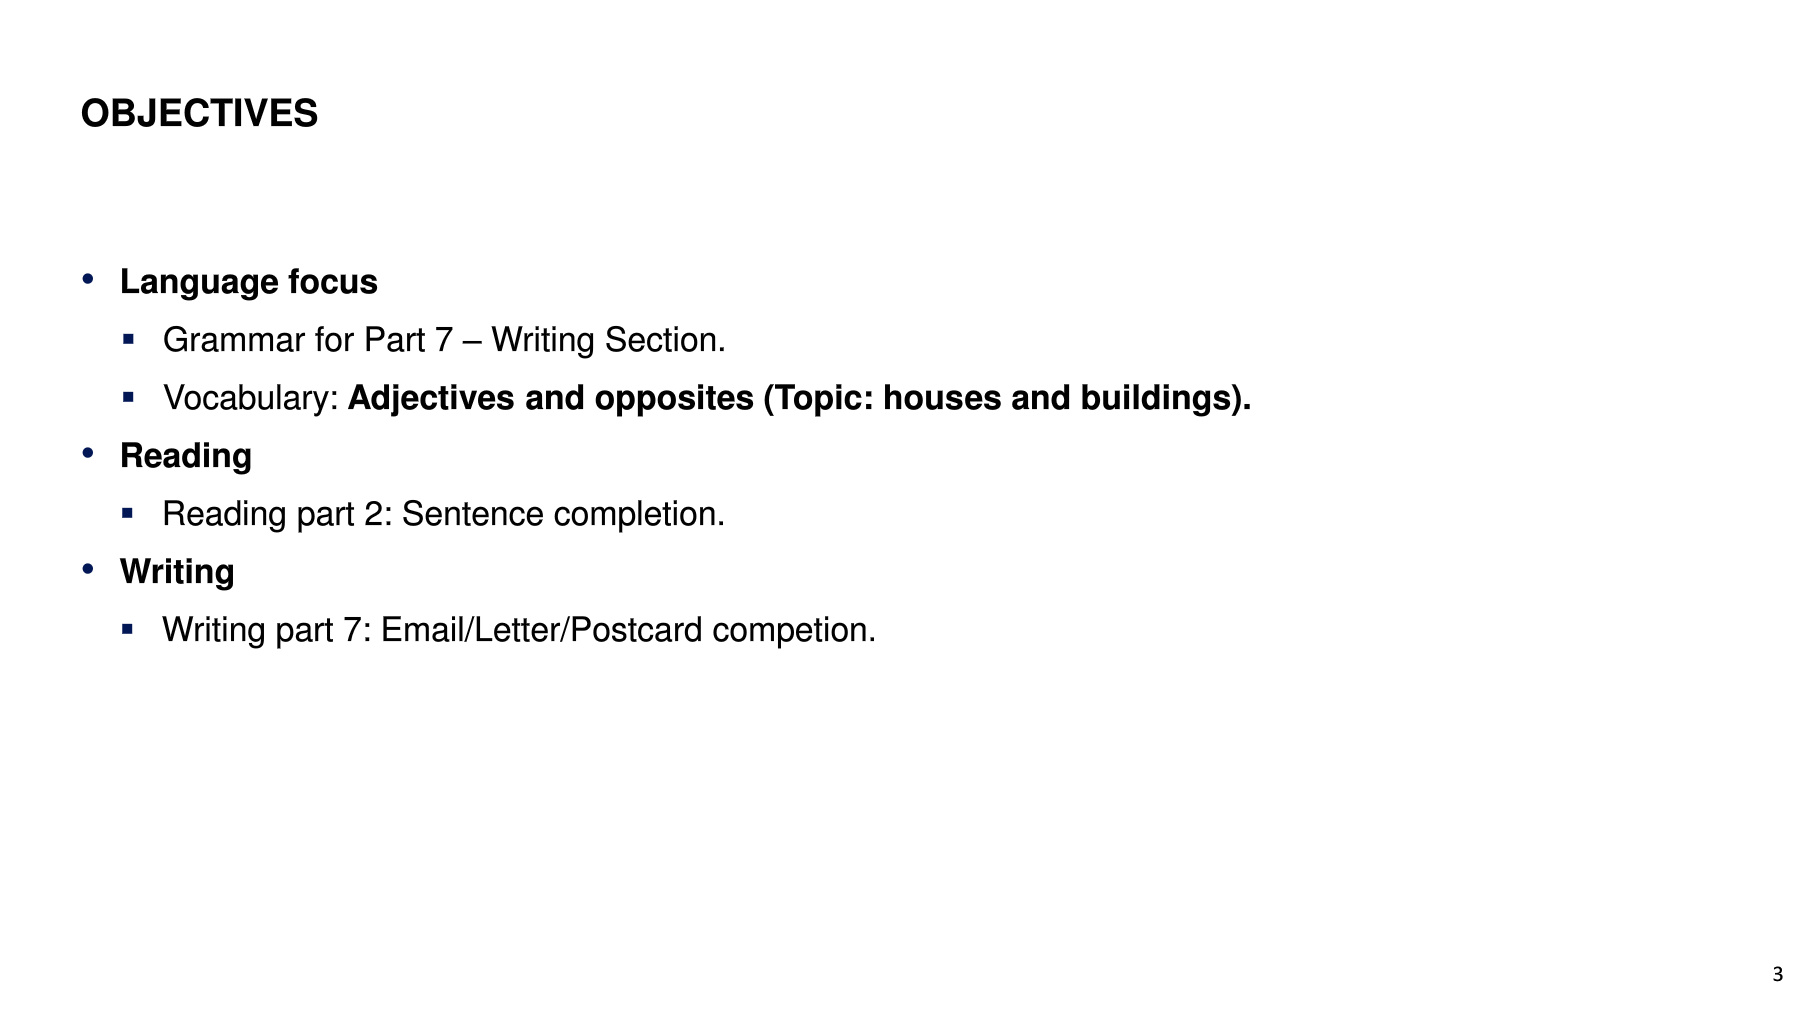 OBJECTIVES
• Language focus
▪ Grammar for Part 7 – Writing Section.
▪ Vocabulary: Adjectives and opposites (Topic: houses and buildings).
• Reading
▪ Reading part 2: Sentence completion.
• Writing
▪ Writing part 7: Email/Letter/Postcard competion.
3